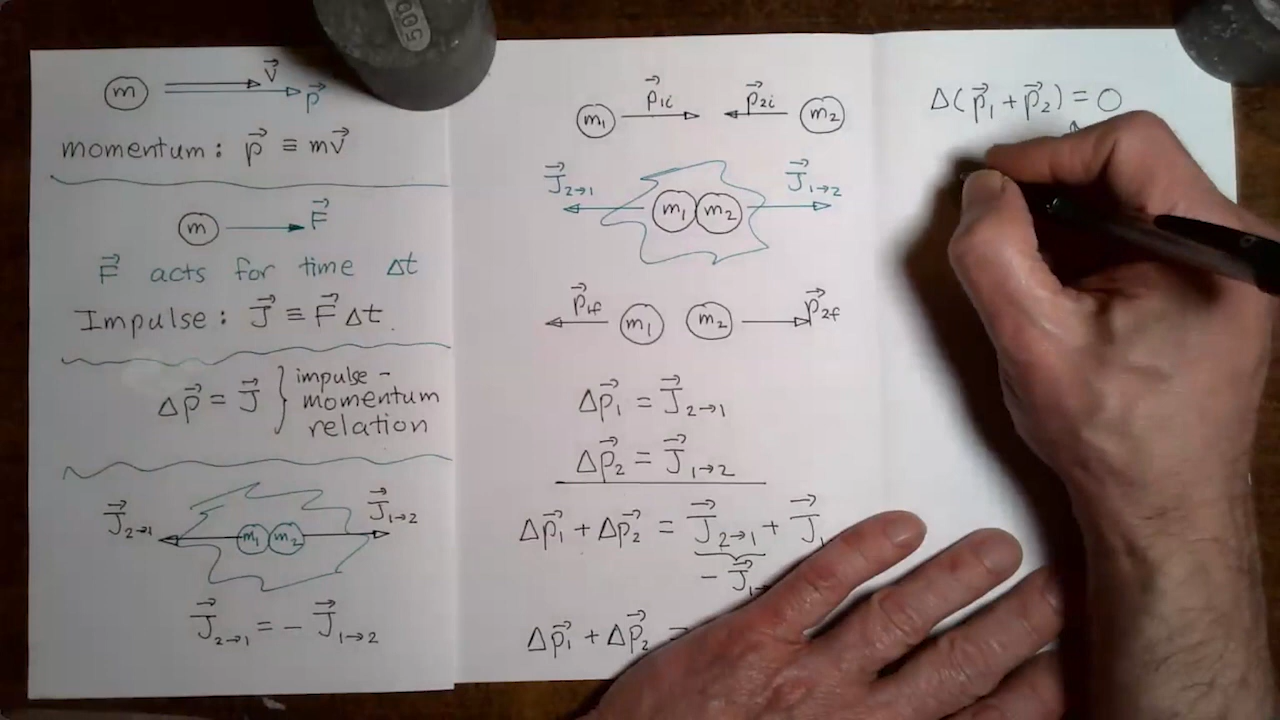 500
m v⃗
p⃗
momentum: p⃗ ≡ mv⃗
m F⃗
F⃗ acts for time Δt
Impulse: J⃗ ≡ F⃗ Δt.
Δp⃗ = J⃗ } impulse -
momentum
relation
J⃗₂→₁ m₁ m₂ J⃗₁→₂
J⃗₂→₁ = - J⃗₁→₂
m₁ p⃗₁ᵢ p⃗₂ᵢ m₂
J⃗₂→₁ m₁ m₂ J⃗₁→₂
p⃗₁f m₁ m₂ p⃗₂f
Δp⃗₁ = J⃗₂→₁
Δp⃗₂ = J⃗₁→₂
Δp⃗₁ + Δp⃗₂ = J⃗₂→₁ + J⃗₁
- J⃗₁→
Δp⃗₁ + Δp⃗₂ =
Δ(p⃗₁ + p⃗₂) = 0